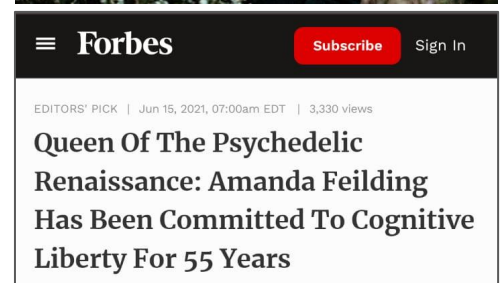 Forbes
Subscribe
Sign In
EDITORS' PICK | Jun 15, 2021, 07:00am EDT | 3,330 views
Queen Of The Psychedelic
Renaissance: Amanda Feilding
Has Been Committed To Cognitive
Liberty For 55 Years